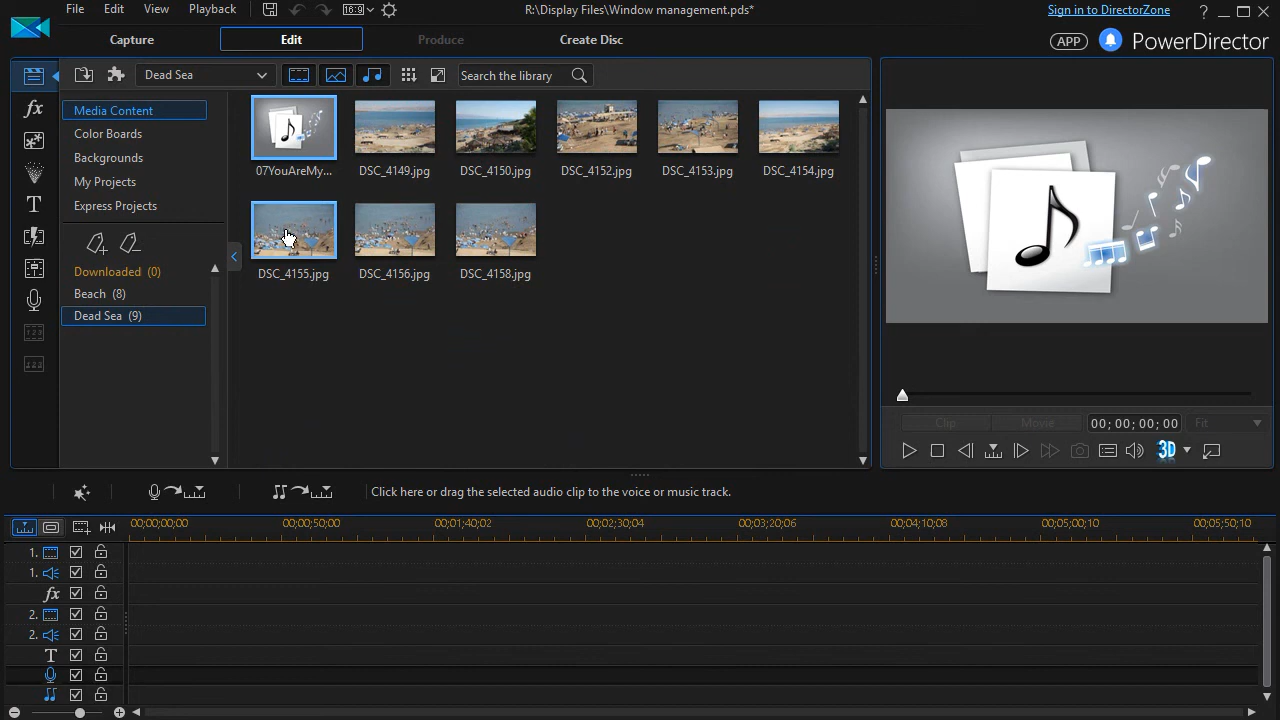 File Edit View Playback 16:9 R:\Display Files\Window management.pds* Sign in to DirectorZone ?
Capture Edit Produce Create Disc APP PowerDirector
Dead Sea Search the library
Media Content
Color Boards
Backgrounds
My Projects
Express Projects
Downloaded (0)
Beach (8)
Dead Sea (9)
07YouAreMy... DSC_4149.jpg DSC_4150.jpg DSC_4152.jpg DSC_4153.jpg DSC_4154.jpg
DSC_4155.jpg DSC_4156.jpg DSC_4158.jpg
fx
T
Clip Movie 00; 00; 00; 00 Fit
3D
Click here or drag the selected audio clip to the voice or music track.
00;00;00;00 00;00;50;00 00;01;40;02 00;02;30;04 00;03;20;06 00;04;10;08 00;05;00;10 00;05;50;10
1.
1.
fx
2.
2.
T